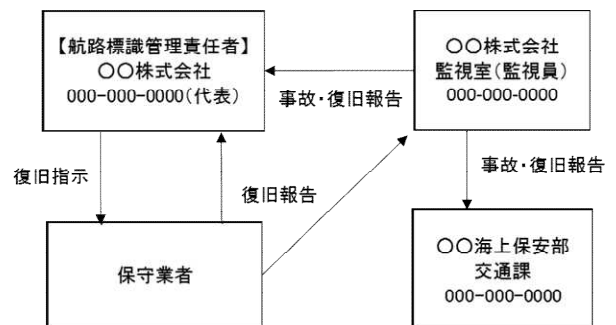 【航路標識管理責任者】
〇〇株式会社
000-000-0000(代表)
〇〇株式会社
監視室(監視員)
000-000-0000
事故・復旧報告
復旧指示
復旧報告
事故・復旧報告
保守業者
〇〇海上保安部
交通課
000-000-0000